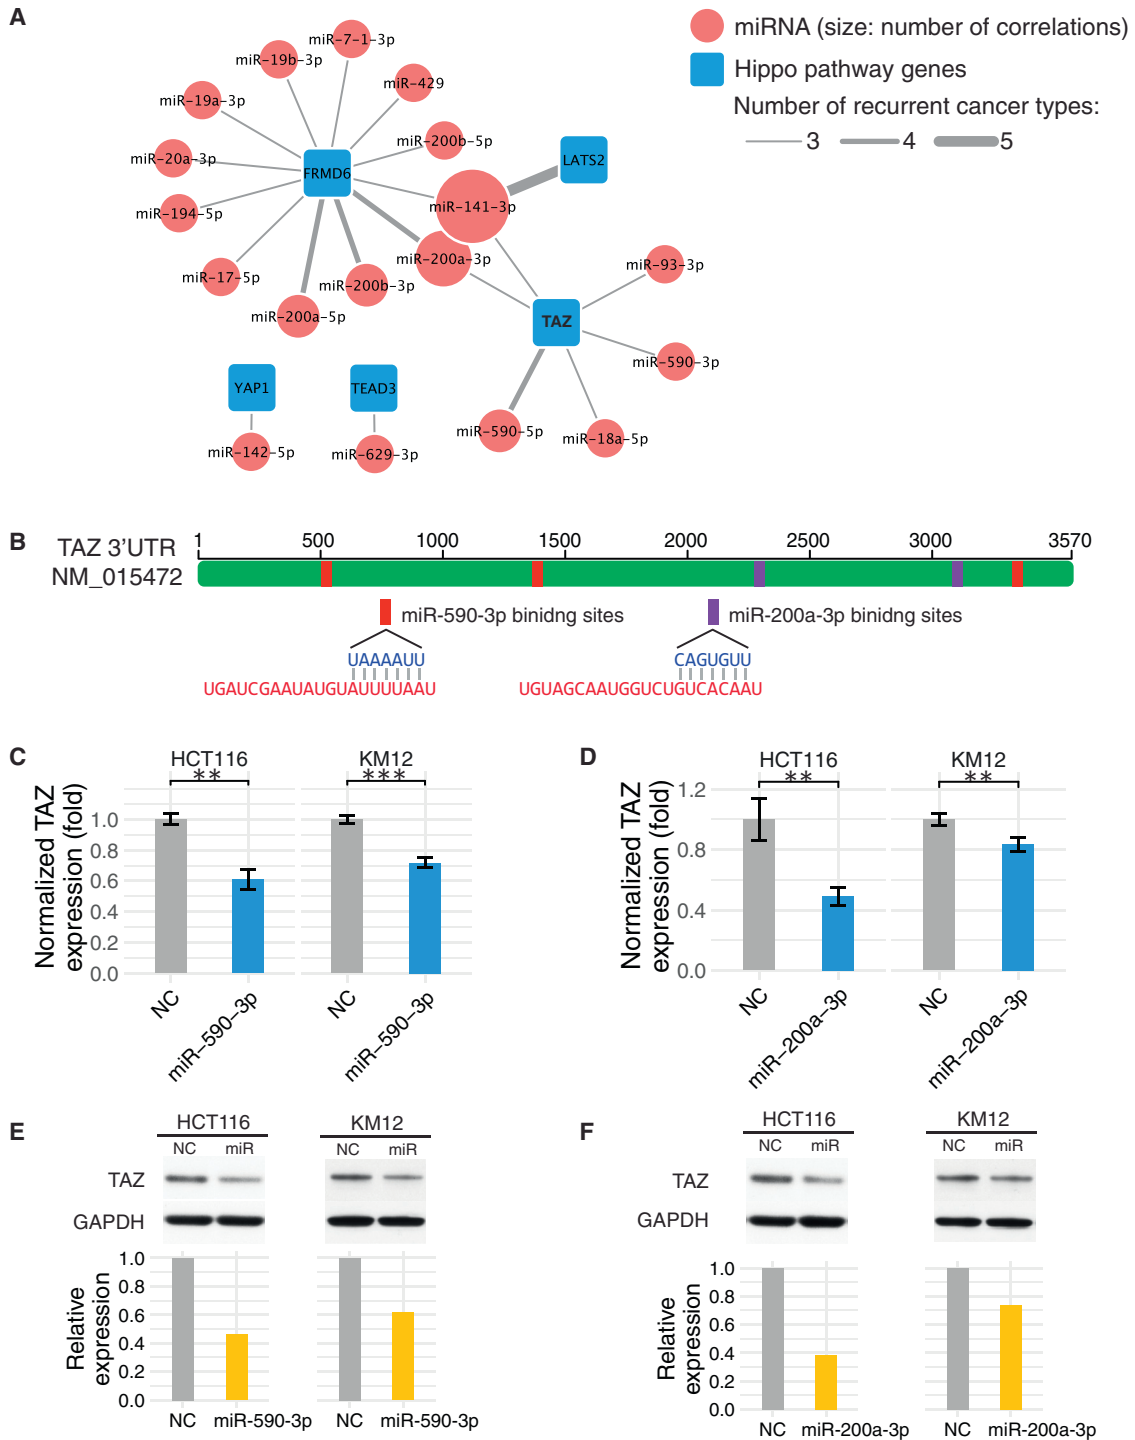 A
miRNA (size: number of correlations)
Hippo pathway genes
Number of recurrent cancer types:
3 4 5
miR-7-1-3p
miR-19b-3p
miR-429
miR-19a-3p
miR-200b-5p
miR-20a-3p
FRMD6
LATS2
miR-194-5p
miR-141-3p
miR-17-5p
miR-200a-3p
miR-93-3p
miR-200b-3p
miR-200a-5p
TAZ
miR-590-3p
YAP1
TEAD3
miR-590-5p
miR-18a-5p
miR-142-5p
miR-629-3p
B
TAZ 3'UTR
NM_015472
1 500 1000 1500 2000 2500 3000 3570
miR-590-3p binidng sites
miR-200a-3p binidng sites
UAAAAUU
CAGUGUU
UGAUCGAAUAUGUAUUUUAAU
UGUAGCAAUGGUCUGUCACAAU
C
HCT116 KM12
** ***
Normalized TAZ
expression (fold)
1.0
0.8
0.6
0.4
0.2
0.0
NC miR-590-3p NC miR-590-3p
D
HCT116 KM12
** **
Normalized TAZ
expression (fold)
1.2
0.8
0.4
0.0
NC miR-200a-3p NC miR-200a-3p
E
HCT116 KM12
NC miR NC miR
TAZ
GAPDH
Relative
expression
1.0
0.8
0.6
0.4
0.2
0.0
NC miR-590-3p NC miR-590-3p
F
HCT116 KM12
NC miR NC miR
TAZ
GAPDH
Relative
expression
1.0
0.8
0.6
0.4
0.2
0.0
NC miR-200a-3p NC miR-200a-3p